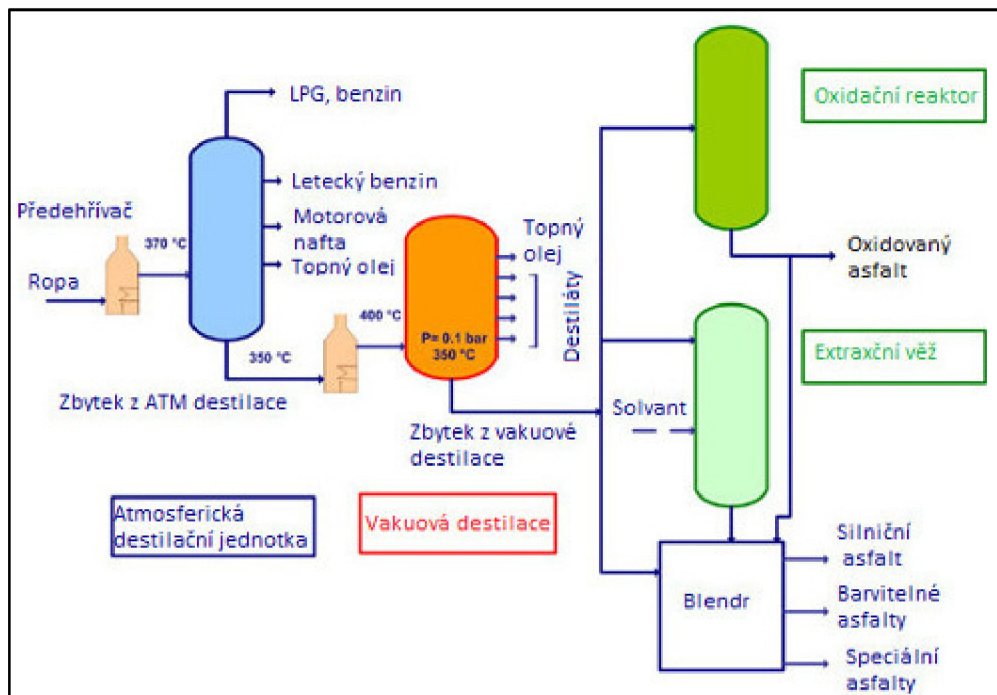 LPG, benzin
Oxidační reaktor
Letecký benzin
Předehřívač
Motorová
nafta
370 °C
Topný olej
Ropa
Topný
olej
Oxidovaný
asfalt
400 °C
Destiláty
P= 0.1 bar
350 °C
350 °C
Extraxční věž
Zbytek z ATM destilace
Solvant
Zbytek z vakuové
destilace
Atmosferická
destilační jednotka
Vakuová destilace
Silniční
asfalt
Blendr
Barvitelné
asfalty
Speciální
asfalty